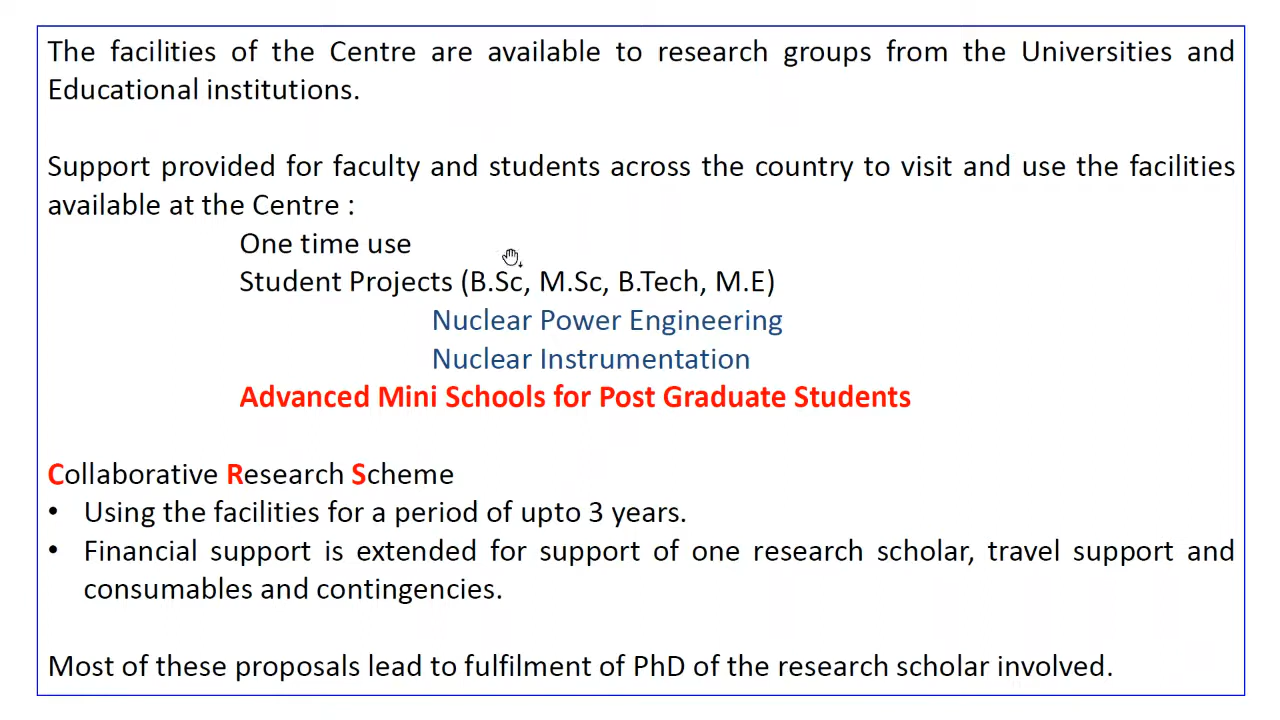 The facilities of the Centre are available to research groups from the Universities and
Educational institutions.
Support provided for faculty and students across the country to visit and use the facilities
available at the Centre :
One time use
Student Projects (B.Sc, M.Sc, B.Tech, M.E)
Nuclear Power Engineering
Nuclear Instrumentation
Advanced Mini Schools for Post Graduate Students
Collaborative Research Scheme
• Using the facilities for a period of upto 3 years.
• Financial support is extended for support of one research scholar, travel support and
consumables and contingencies.
Most of these proposals lead to fulfilment of PhD of the research scholar involved.